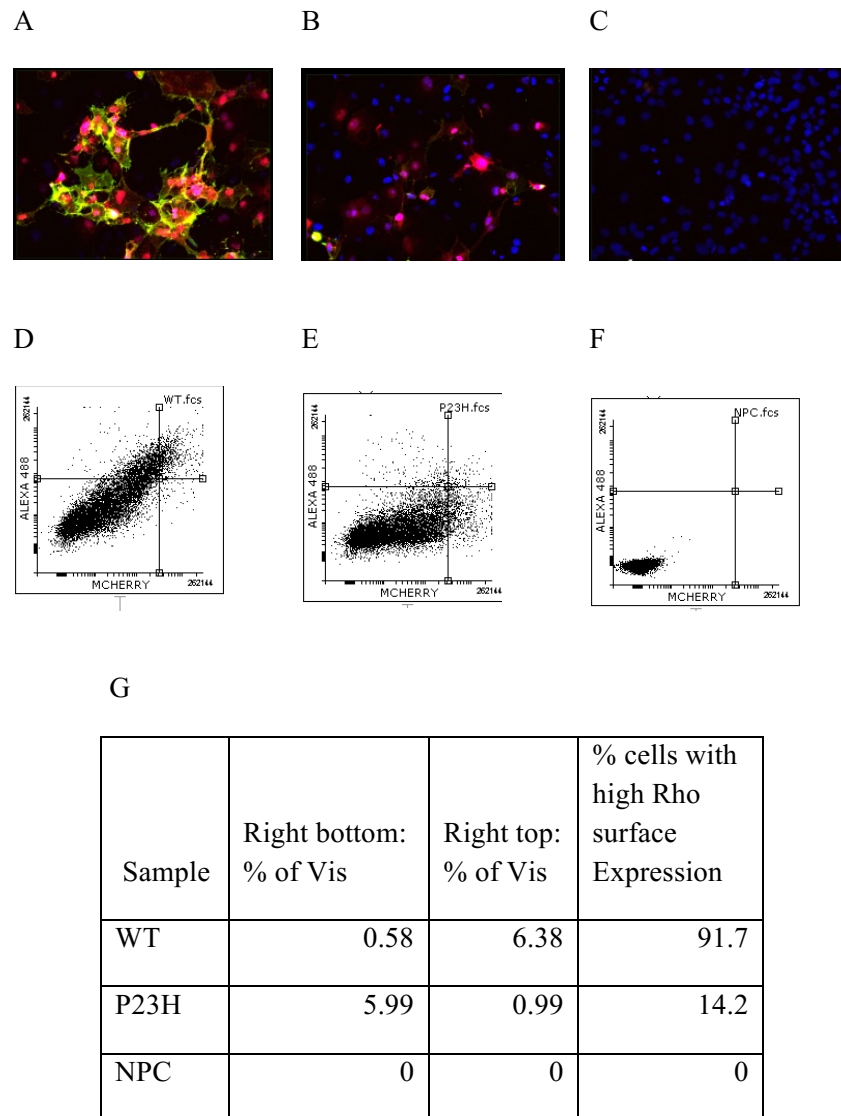 A
B
C
D
E
F
WT.fcs
262144
ALEXA 488
MCHERRY
262144
P23H.fcs
262144
ALEXA 488
MCHERRY
262144
NPC.fcs
262144
ALEXA 488
MCHERRY
262144
G
Sample
Right bottom:
% of Vis
Right top:
% of Vis
% cells with
high Rho
surface
Expression
WT 0.58 6.38 91.7
P23H 5.99 0.99 14.2
NPC 0 0 0